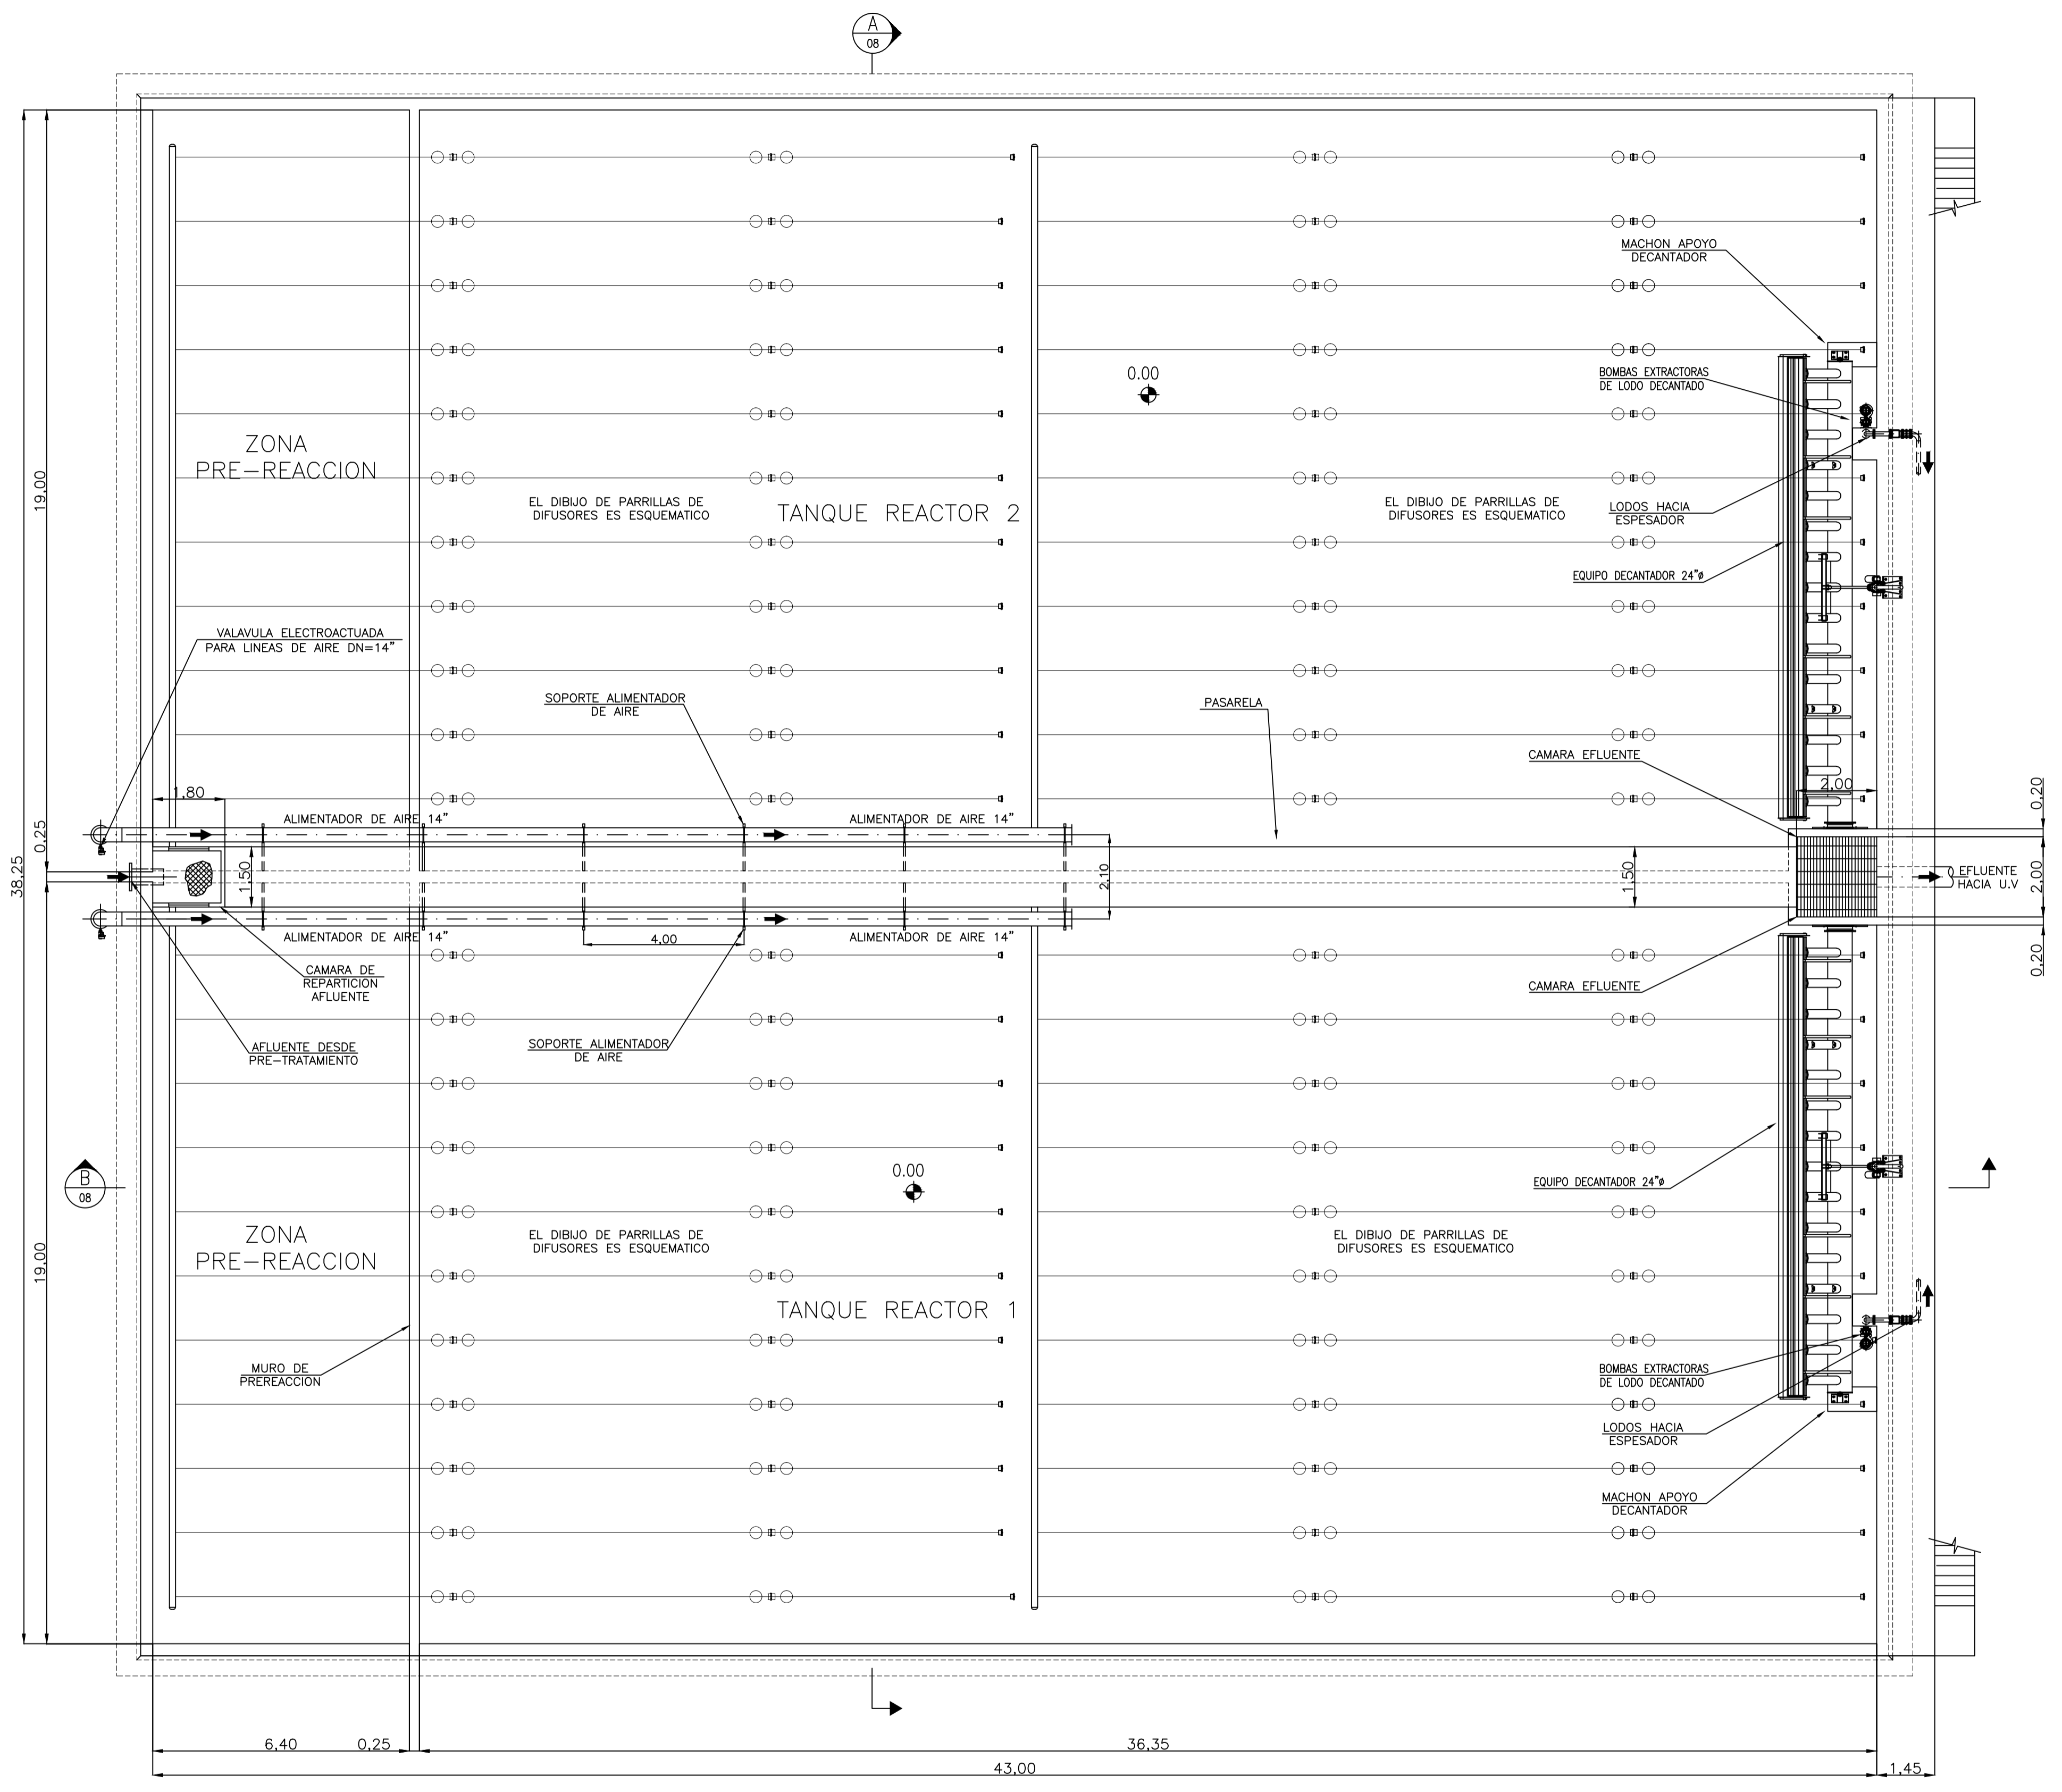 A
08
MACHON APOYO
DECANTADOR
0.00
BOMBAS EXTRACTORAS
DE LODO DECANTADO
ZONA
PRE-REACCION
19,00
EL DIBIJO DE PARRILLAS DE
DIFUSORES ES ESQUEMATICO
TANQUE REACTOR 2
EL DIBIJO DE PARRILLAS DE
DIFUSORES ES ESQUEMATICO
LODOS HACIA
ESPESADOR
EQUIPO DECANTADOR 24"ø
VALAVULA ELECTROACTUADA
PARA LINEAS DE AIRE DN=14"
SOPORTE ALIMENTADOR
DE AIRE
PASARELA
CAMARA EFLUENTE
1,80
2,00
0,20
ALIMENTADOR DE AIRE 14"
ALIMENTADOR DE AIRE 14"
0,25
38,25
1,50
2,10
1,50
EFLUENTE
HACIA U.V
2,00
ALIMENTADOR DE AIRE 14"
4,00
ALIMENTADOR DE AIRE 14"
0,20
CAMARA DE
REPARTICION
AFLUENTE
CAMARA EFLUENTE
AFLUENTE DESDE
PRE-TRATAMIENTO
SOPORTE ALIMENTADOR
DE AIRE
B
08
0.00
EQUIPO DECANTADOR 24"ø
ZONA
PRE-REACCION
19,00
EL DIBIJO DE PARRILLAS DE
DIFUSORES ES ESQUEMATICO
EL DIBIJO DE PARRILLAS DE
DIFUSORES ES ESQUEMATICO
TANQUE REACTOR 1
MURO DE
PREREACCION
BOMBAS EXTRACTORAS
DE LODO DECANTADO
LODOS HACIA
ESPESADOR
MACHON APOYO
DECANTADOR
6,40
0,25
36,35
43,00
1,45